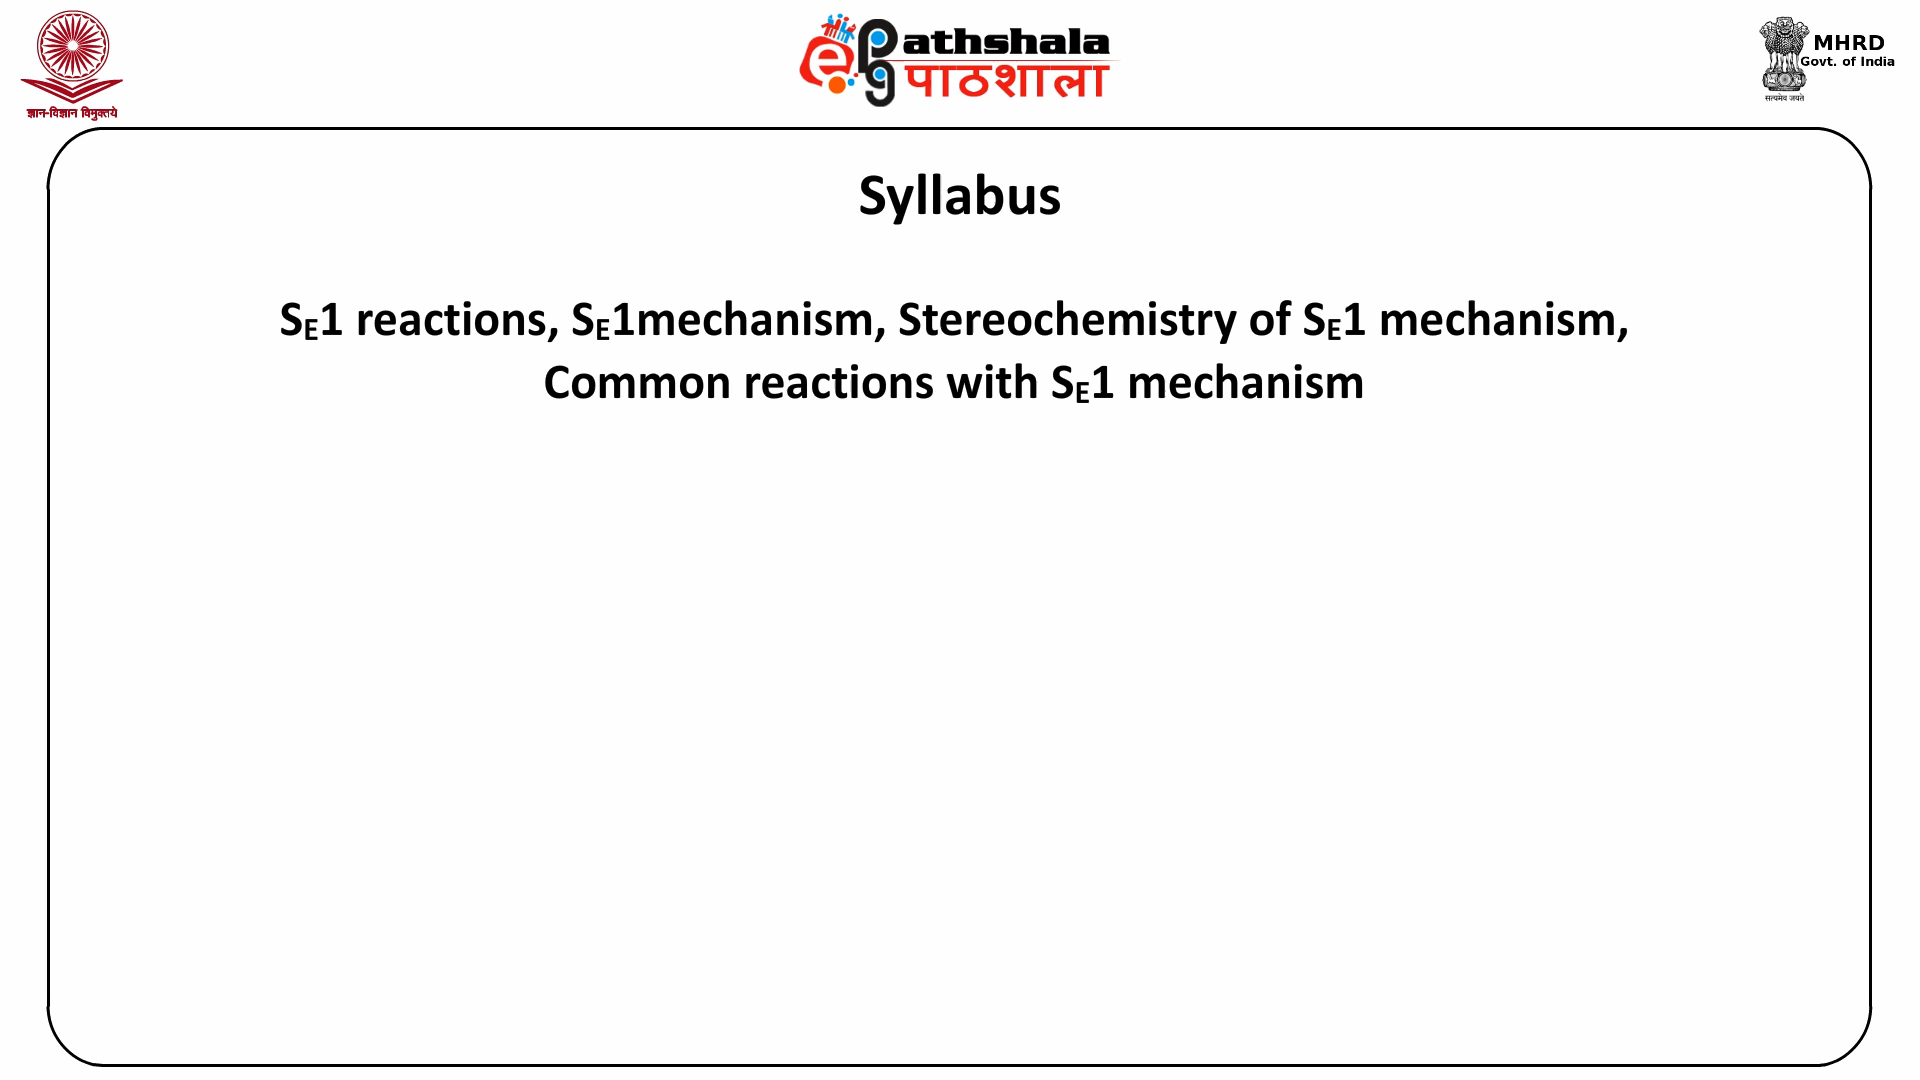 ज्ञान-विज्ञान विमुक्तये
epg Pathshala
पाठशाला
MHRD
Govt. of India
सत्यमेव जयते
Syllabus
SE1 reactions, SE1mechanism, Stereochemistry of SE1 mechanism,
Common reactions with SE1 mechanism